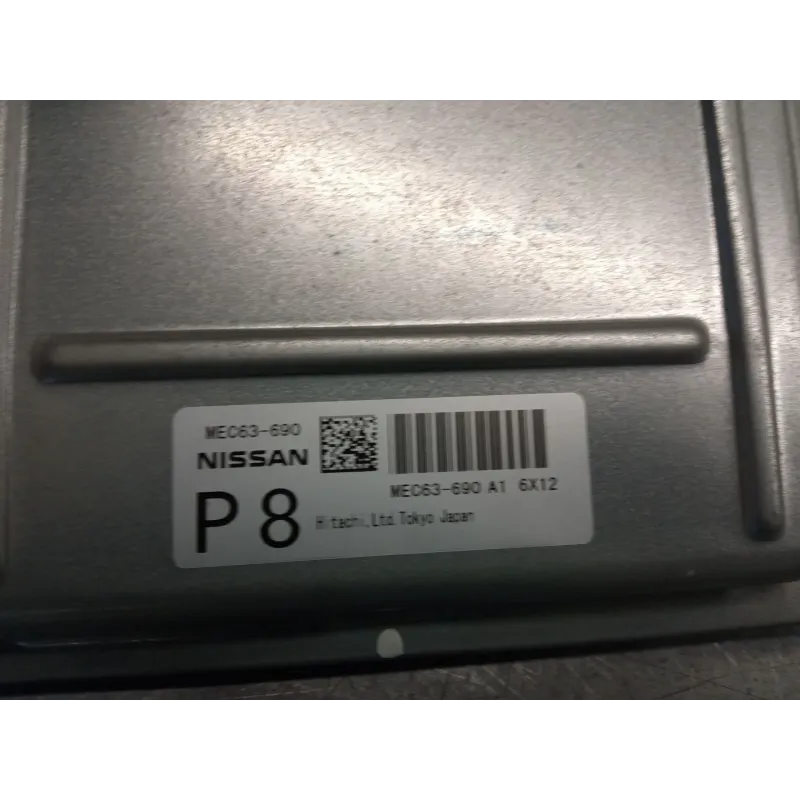 MEC63-690
NISSAN
MEC63-690 A1 6X12
P8
Hitachi,Ltd.Tokyo Japan